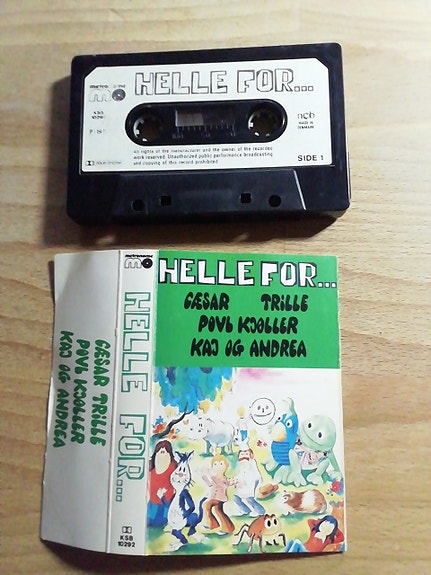 metronome
mo
HELLE FOR...
KSB
10292
ncb
MADE IN
DENMARK
All rights of the manufacturer and the owner of the recorded
work reserved. Unauthorized public performance broadcasting
and copying of this record prohibited.
SIDE 1
metronome
mo
HELLE FOR...
CÆSAR TRILLE
POVL KJØLLER
KAJ OG ANDREA
HELLE FOR...
KSB
10292
CÆSAR TRILLE
POVL KJØLLER
KAJ OG ANDREA